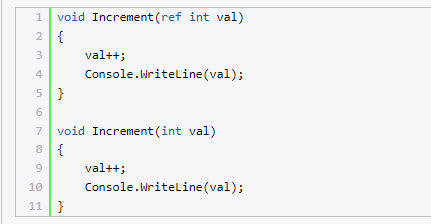 1 void Increment(ref int val)
2 {
3     val++;
4     Console.WriteLine(val);
5 }
6
7 void Increment(int val)
8 {
9     val++;
10     Console.WriteLine(val);
11 }